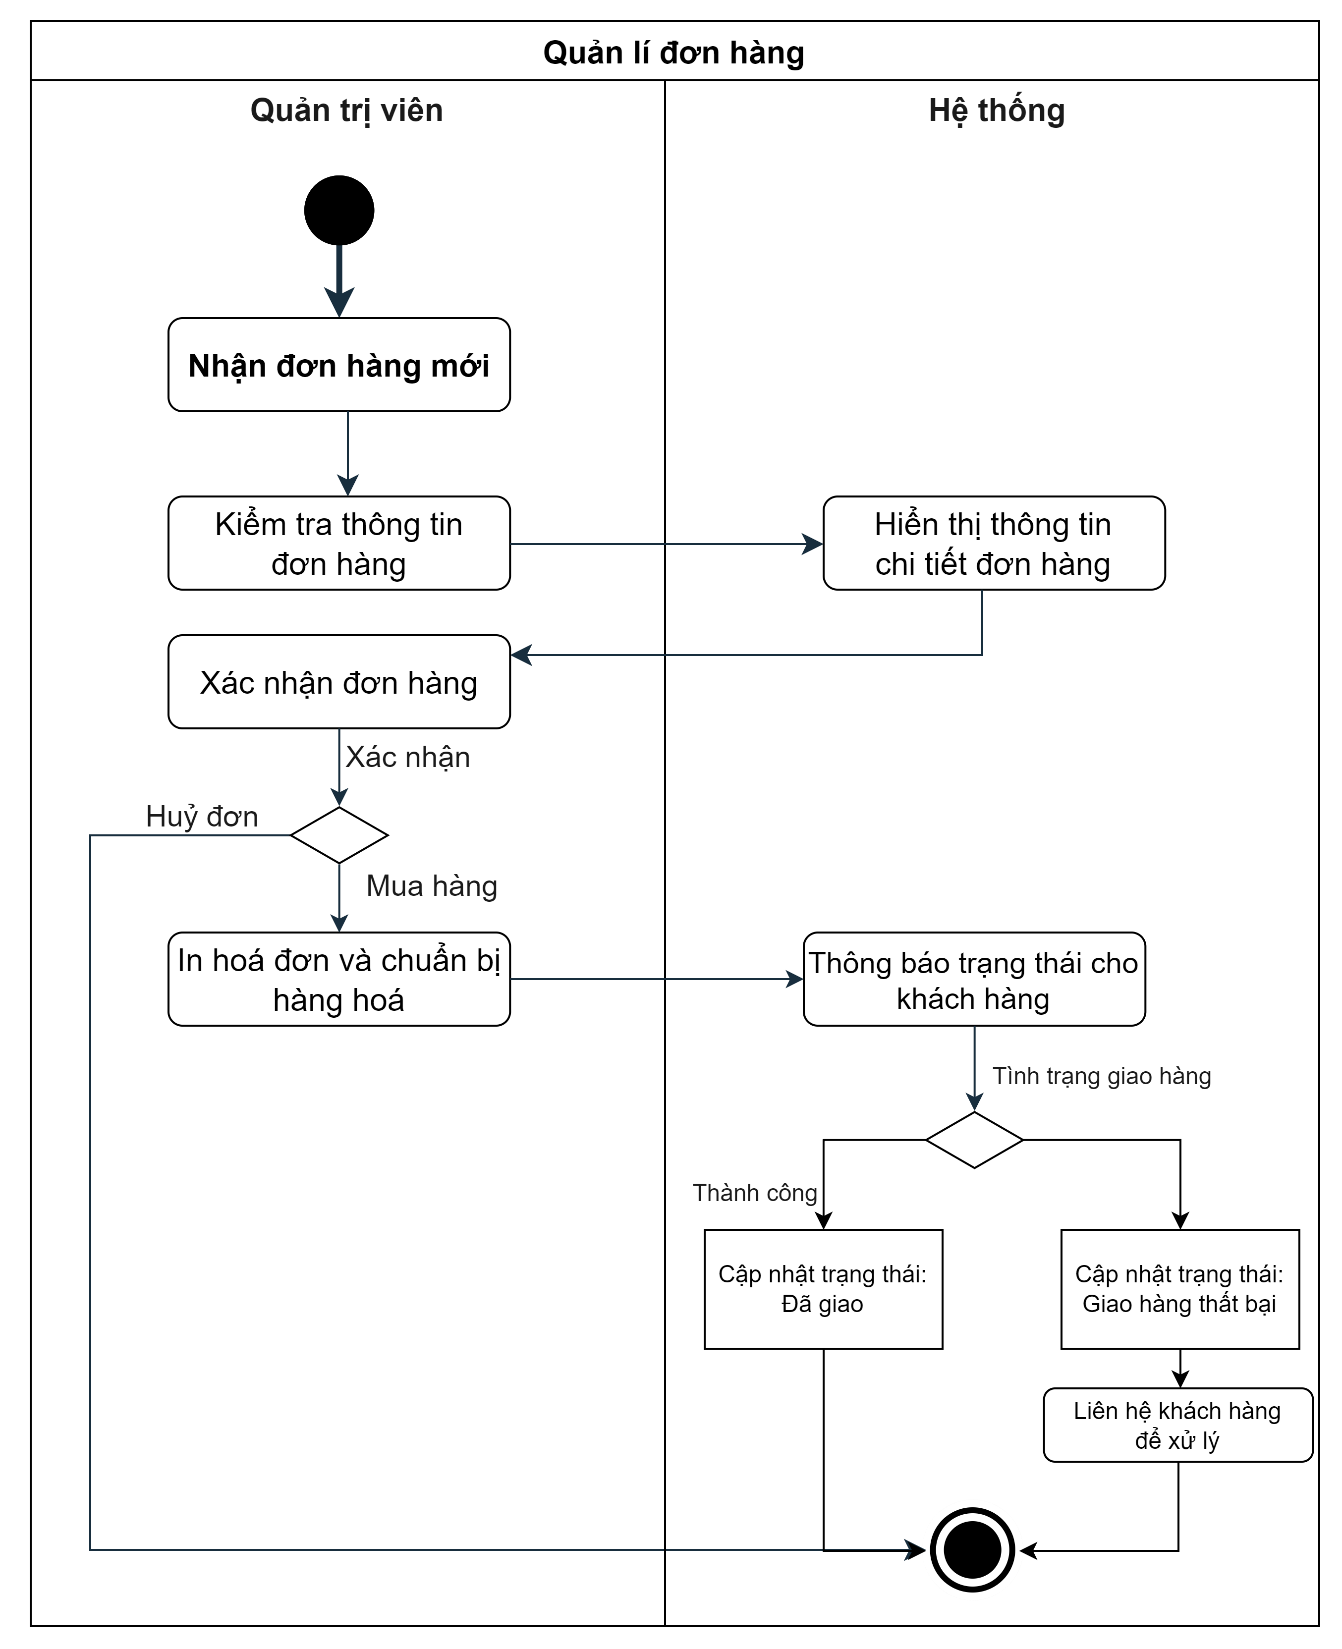 Quản lí đơn hàng
Quản trị viên
Hệ thống
Nhận đơn hàng mới
Kiểm tra thông tin
đơn hàng
Hiển thị thông tin
chi tiết đơn hàng
Xác nhận đơn hàng
Xác nhận
Huỷ đơn
Mua hàng
In hoá đơn và chuẩn bị
hàng hoá
Thông báo trạng thái cho
khách hàng
Tình trạng giao hàng
Thành công
Cập nhật trạng thái:
Đã giao
Cập nhật trạng thái:
Giao hàng thất bại
Liên hệ khách hàng
để xử lý